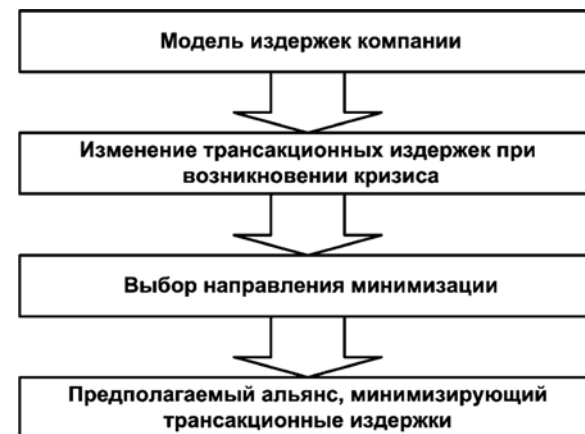 Модель издержек компании
Изменение трансакционных издержек при
возникновении кризиса
Выбор направления минимизации
Предполагаемый альянс, минимизирующий
трансакционные издержки